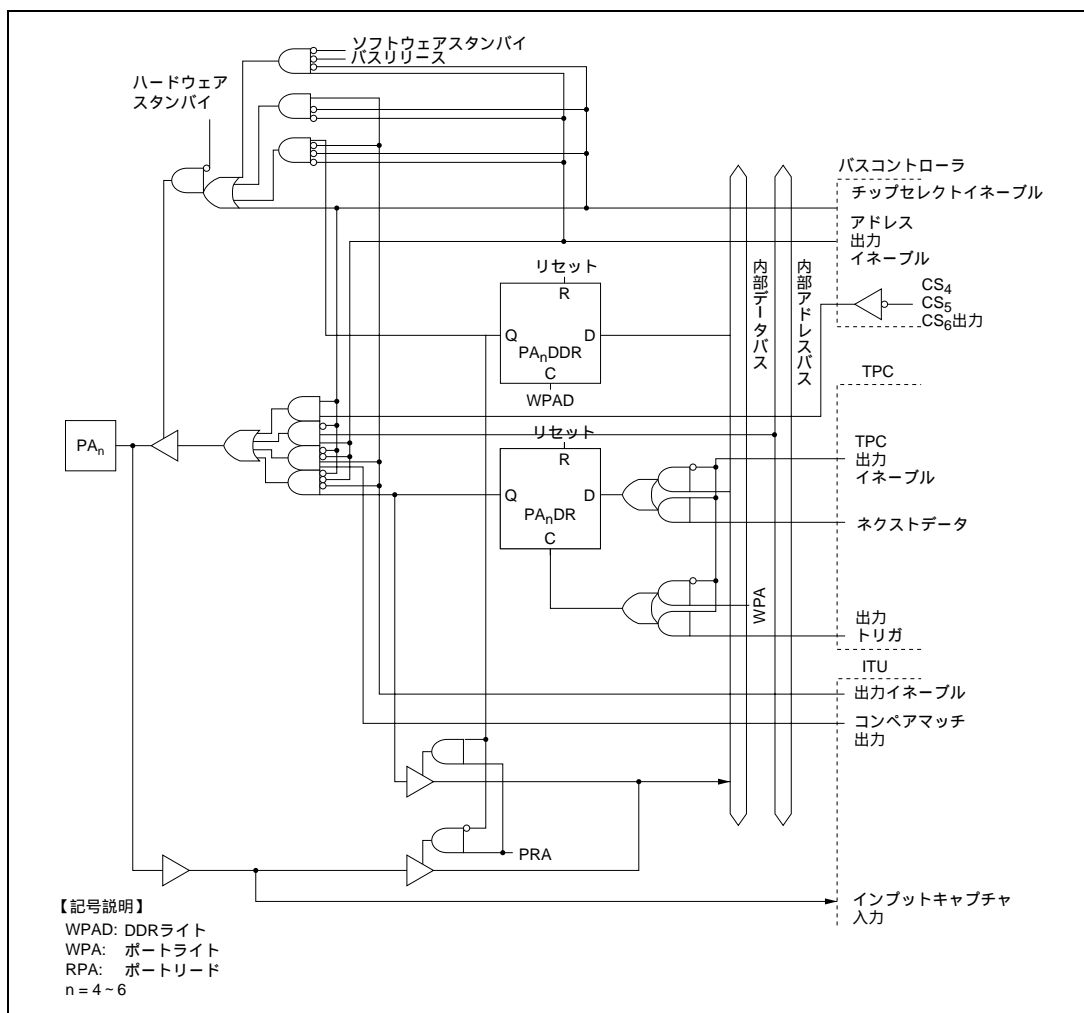 ソフトウェアスタンバイ
バスリリース
ハードウェア
スタンバイ
バスコントローラ
チップセレクトイネーブル
アドレス
出力
イネーブル
リセット
R
Q
D
PAnDDR
C
WPAD
内部データバス
内部アドレスバス
CS4
CS5
CS6出力
TPC
PAn
リセット
R
Q
D
PAnDR
C
TPC
出力
イネーブル
ネクストデータ
WPA
出力
トリガ
ITU
出力イネーブル
コンペアマッチ
出力
PRA
インプットキャプチャ
入力
【記号説明】
WPAD: DDRライト
WPA: ポートライト
RPA: ポートリード
n = 4 ~ 6